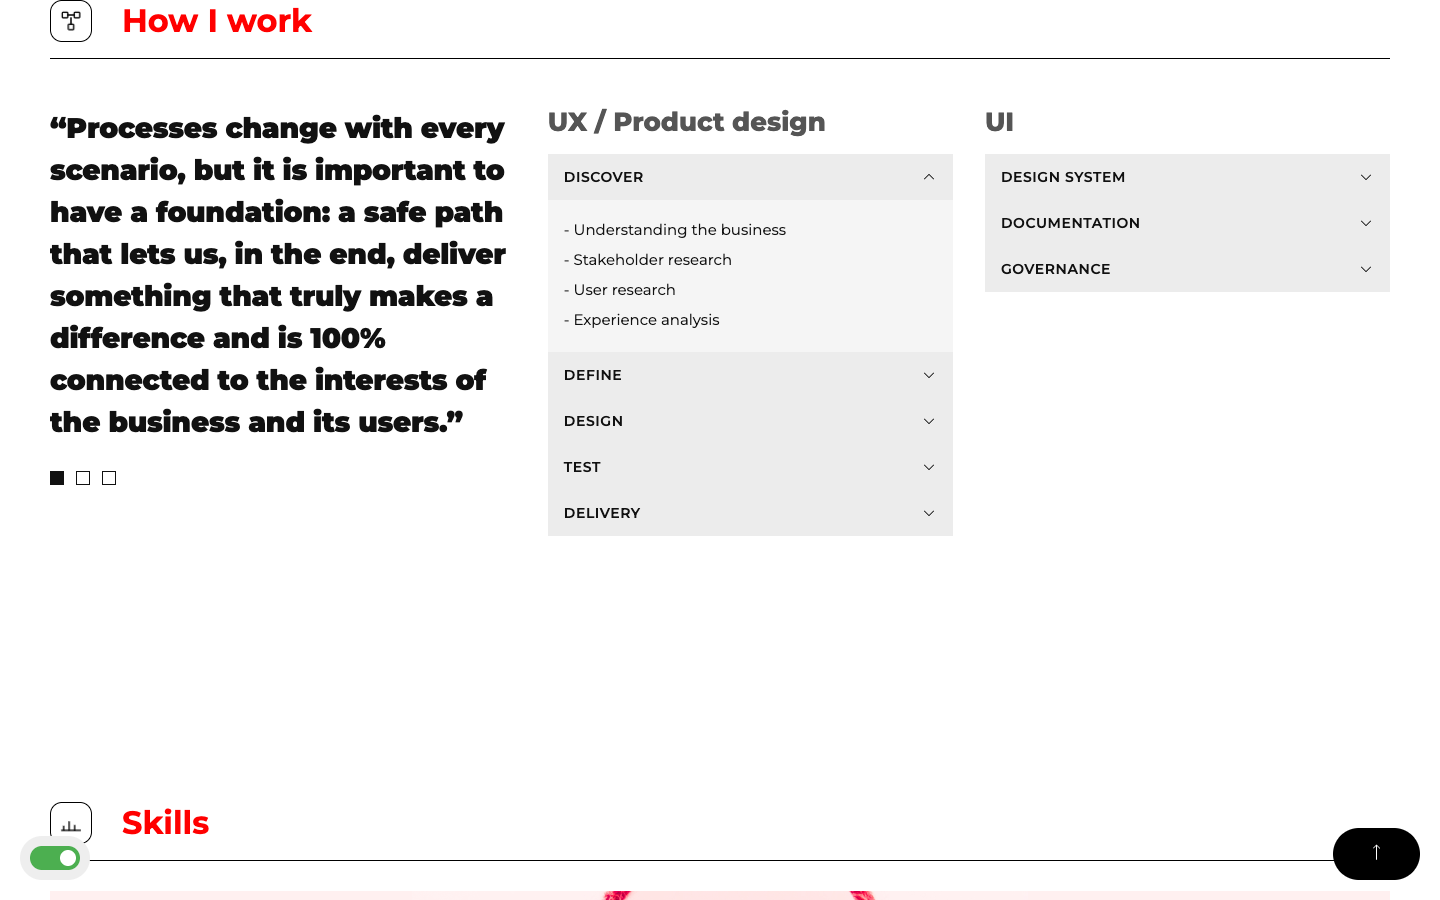 How I work
“Processes change with every
scenario, but it is important to
have a foundation: a safe path
that lets us, in the end, deliver
something that truly makes a
difference and is 100%
connected to the interests of
the business and its users.”
UX / Product design
DISCOVER
- Understanding the business
- Stakeholder research
- User research
- Experience analysis
DEFINE
DESIGN
TEST
DELIVERY
UI
DESIGN SYSTEM
DOCUMENTATION
GOVERNANCE
Skills